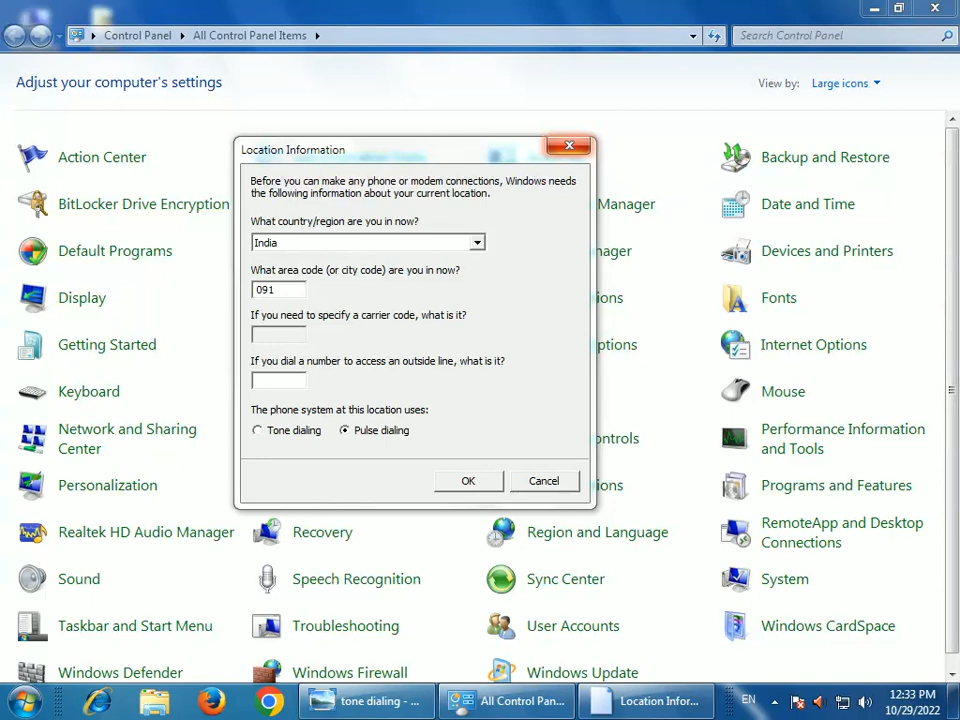 Control Panel
All Control Panel Items
Search Control Panel
Adjust your computer's settings
View by:
Large icons
Location Information
Before you can make any phone or modem connections, Windows needs
the following information about your current location.
What country/region are you in now?
India
What area code (or city code) are you in now?
091
If you need to specify a carrier code, what is it?
If you dial a number to access an outside line, what is it?
The phone system at this location uses:
Tone dialing
Pulse dialing
OK
Cancel
Action Center
Backup and Restore
BitLocker Drive Encryption
Manager
Date and Time
Default Programs
Devices and Printers
Display
Fonts
Getting Started
Internet Options
Keyboard
Mouse
Network and Sharing
Center
Performance Information
and Tools
Personalization
Programs and Features
Realtek HD Audio Manager
Recovery
Region and Language
RemoteApp and Desktop
Connections
Sound
Speech Recognition
Sync Center
System
Taskbar and Start Menu
Troubleshooting
User Accounts
Windows CardSpace
Windows Defender
Windows Firewall
Windows Update
tone dialing - ...
All Control Pan...
Location Infor...
EN
12:33 PM
10/29/2022